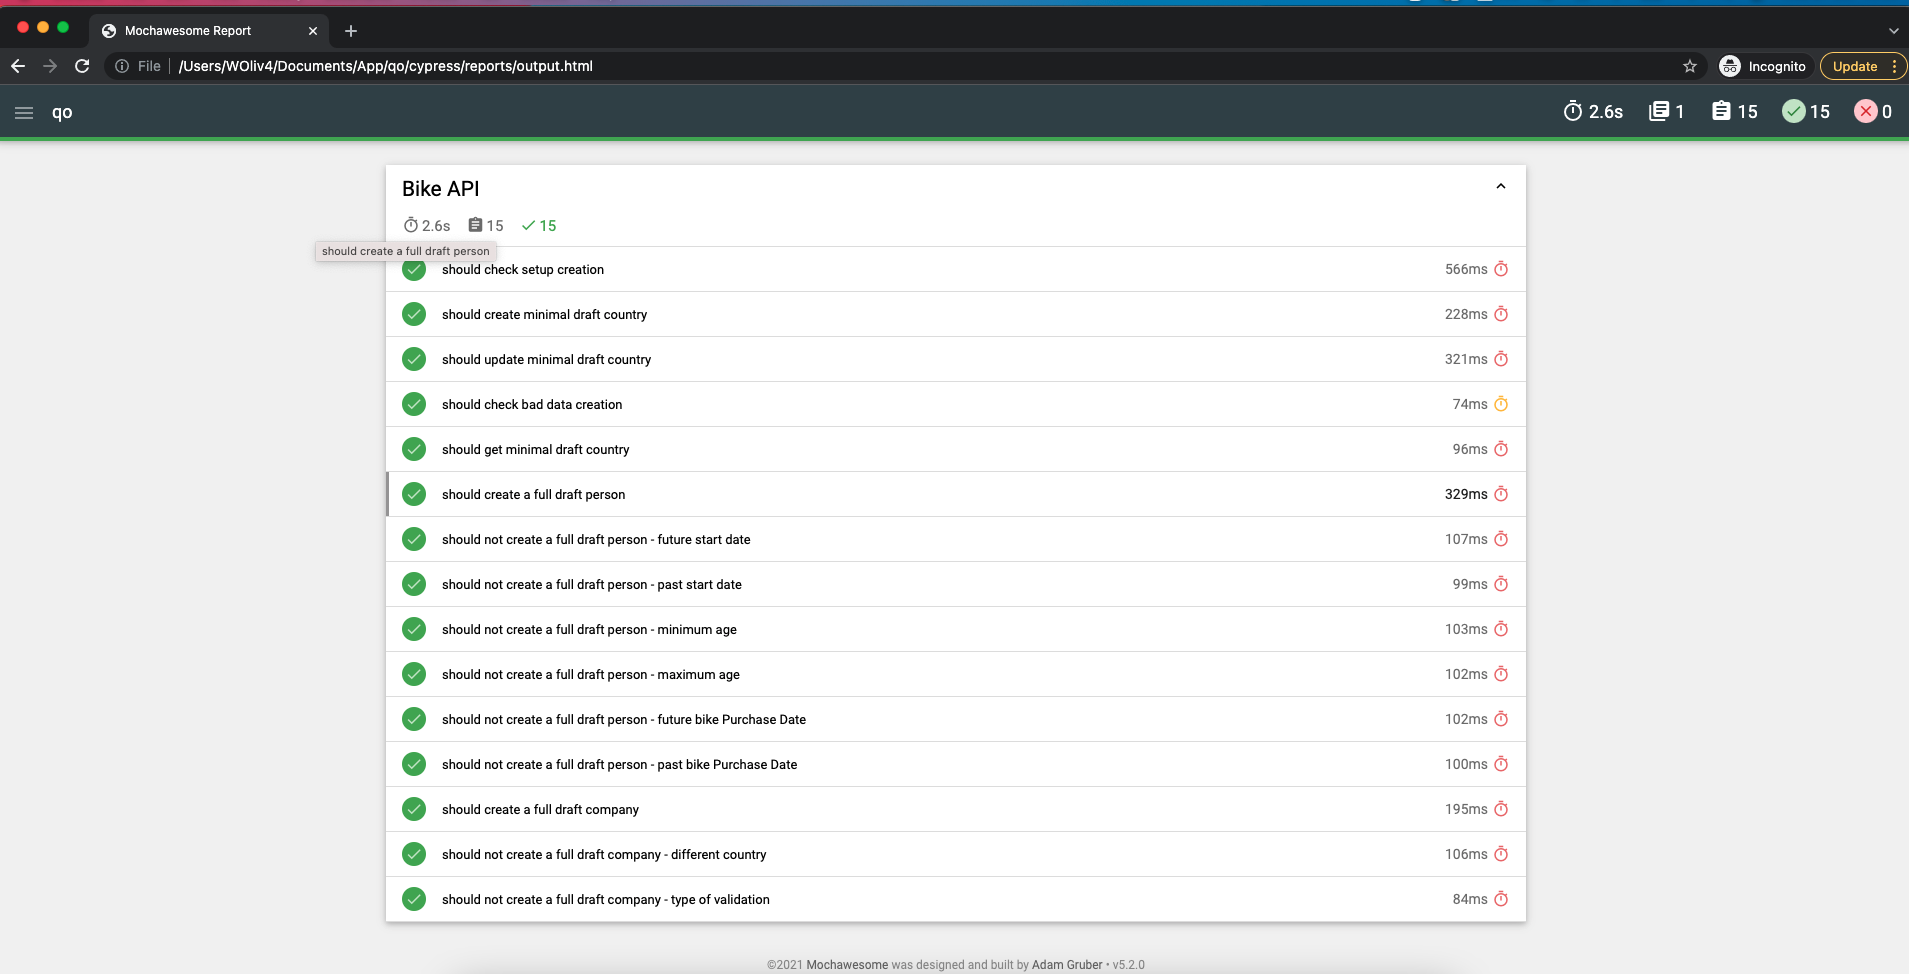 Mochawesome Report
File /Users/WOliv4/Documents/App/qo/cypress/reports/output.html Incognito Update
qo 2.6s 1 15 15 0
Bike API
2.6s 15 15
should create a full draft person
should check setup creation 566ms
should create minimal draft country 228ms
should update minimal draft country 321ms
should check bad data creation 74ms
should get minimal draft country 96ms
should create a full draft person 329ms
should not create a full draft person - future start date 107ms
should not create a full draft person - past start date 99ms
should not create a full draft person - minimum age 103ms
should not create a full draft person - maximum age 102ms
should not create a full draft person - future bike Purchase Date 102ms
should not create a full draft person - past bike Purchase Date 100ms
should create a full draft company 195ms
should not create a full draft company - different country 106ms
should not create a full draft company - type of validation 84ms
©2021 Mochawesome was designed and built by Adam Gruber • v5.2.0